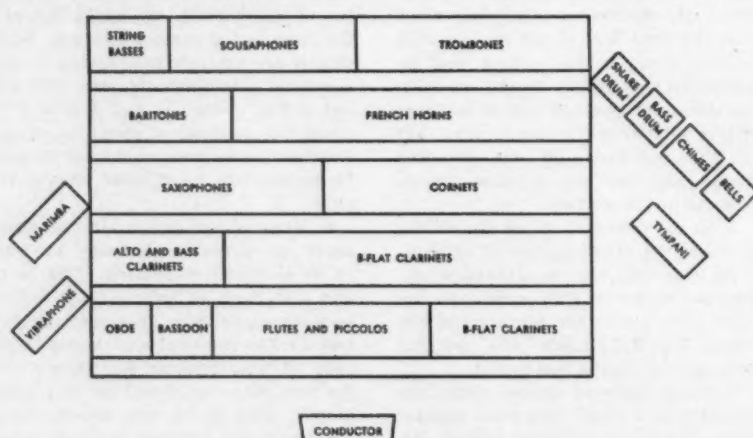 STRING
BASSES
SOUSAPHONES
TROMBONES
SNARE
DRUM
BASS
DRUM
CHIMES
BELLS
BARITONES
FRENCH HORNS
SAXOPHONES
CORNETS
MARIMBA
TYMPANI
ALTO AND BASS
CLARINETS
B-FLAT CLARINETS
VIBRAPHONE
OBOE
BASSOON
FLUTES AND PICCOLOS
B-FLAT CLARINETS
CONDUCTOR